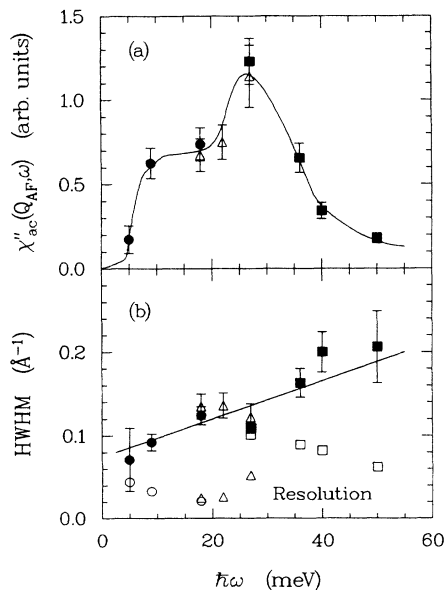 (a)
χ″ac(Q_AF,ω) (arb. units)
1.5
1.0
0.5
0.0
(b)
HWHM (Å⁻¹)
0.2
0.1
0.0
Resolution
0 20 40 60
ℏω (meV)